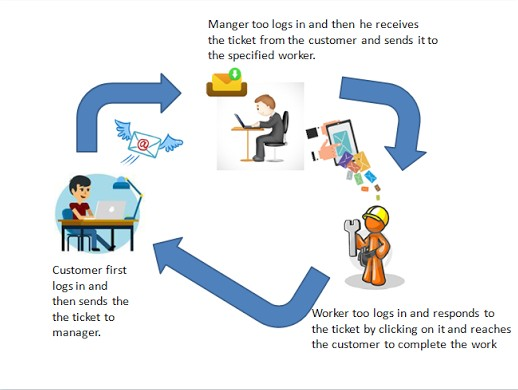 Manger too logs in and then he receives
the ticket from the customer and sends it to
the specified worker.
@
Customer first
logs in and
then sends the
the ticket to
manager.
Worker too logs in and responds to
the ticket by clicking on it and reaches
the customer to complete the work